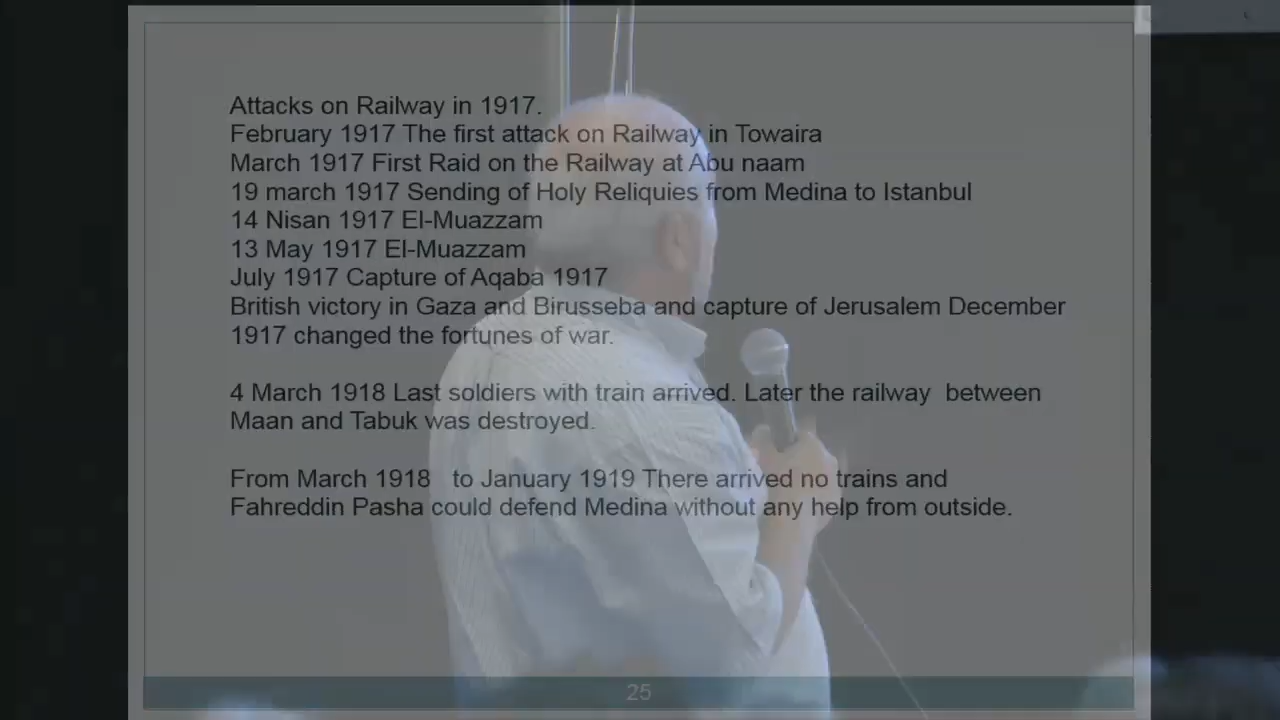 Attacks on Railway in 1917.
February 1917 The first attack on Railway in Towaira
March 1917 First Raid on the Railway at Abu naam
19 march 1917 Sending of Holy Reliquies from Medina to Istanbul
14 Nisan 1917 El-Muazzam
13 May 1917 El-Muazzam
July 1917 Capture of Aqaba 1917
British victory in Gaza and Birusseba and capture of Jerusalem December
1917 changed the fortunes of war.
4 March 1918 Last soldiers with train arrived. Later the railway between
Maan and Tabuk was destroyed.
From March 1918 to January 1919 There arrived no trains and
Fahreddin Pasha could defend Medina without any help from outside.
25